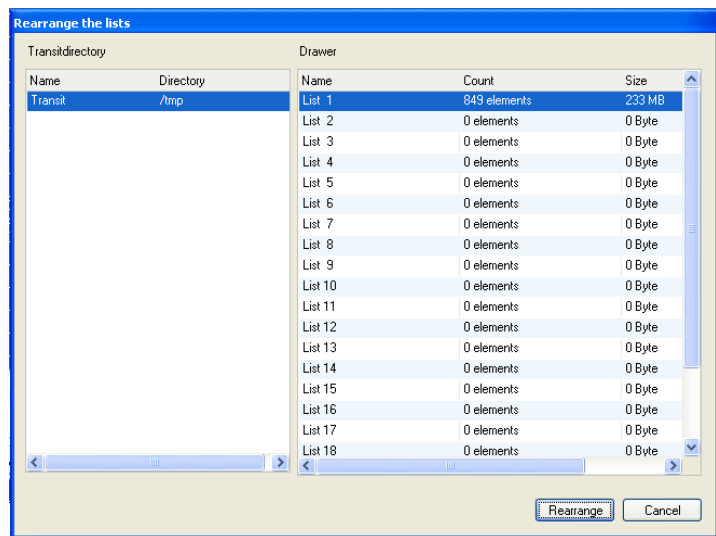 Rearrange the lists
Transitdirectory Drawer
Name Directory Name Count Size
Transit /tmp List 1 849 elements 233 MB
List 2 0 elements 0 Byte
List 3 0 elements 0 Byte
List 4 0 elements 0 Byte
List 5 0 elements 0 Byte
List 6 0 elements 0 Byte
List 7 0 elements 0 Byte
List 8 0 elements 0 Byte
List 9 0 elements 0 Byte
List 10 0 elements 0 Byte
List 11 0 elements 0 Byte
List 12 0 elements 0 Byte
List 13 0 elements 0 Byte
List 14 0 elements 0 Byte
List 15 0 elements 0 Byte
List 16 0 elements 0 Byte
List 17 0 elements 0 Byte
List 18 0 elements 0 Byte
Rearrange Cancel